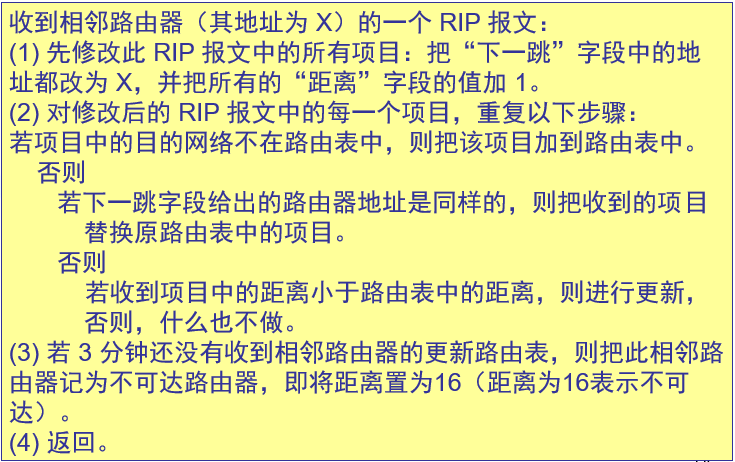 收到相邻路由器（其地址为 X）的一个 RIP 报文：
(1) 先修改此 RIP 报文中的所有项目：把“下一跳”字段中的地
址都改为 X，并把所有的“距离”字段的值加 1。
(2) 对修改后的 RIP 报文中的每一个项目，重复以下步骤：
若项目中的目的网络不在路由表中，则把该项目加到路由表中。
否则
若下一跳字段给出的路由器地址是同样的，则把收到的项目
替换原路由表中的项目。
否则
若收到项目中的距离小于路由表中的距离，则进行更新，
否则，什么也不做。
(3) 若 3 分钟还没有收到相邻路由器的更新路由表，则把此相邻路
由器记为不可达路由器，即将距离置为16（距离为16表示不可
达）。
(4) 返回。